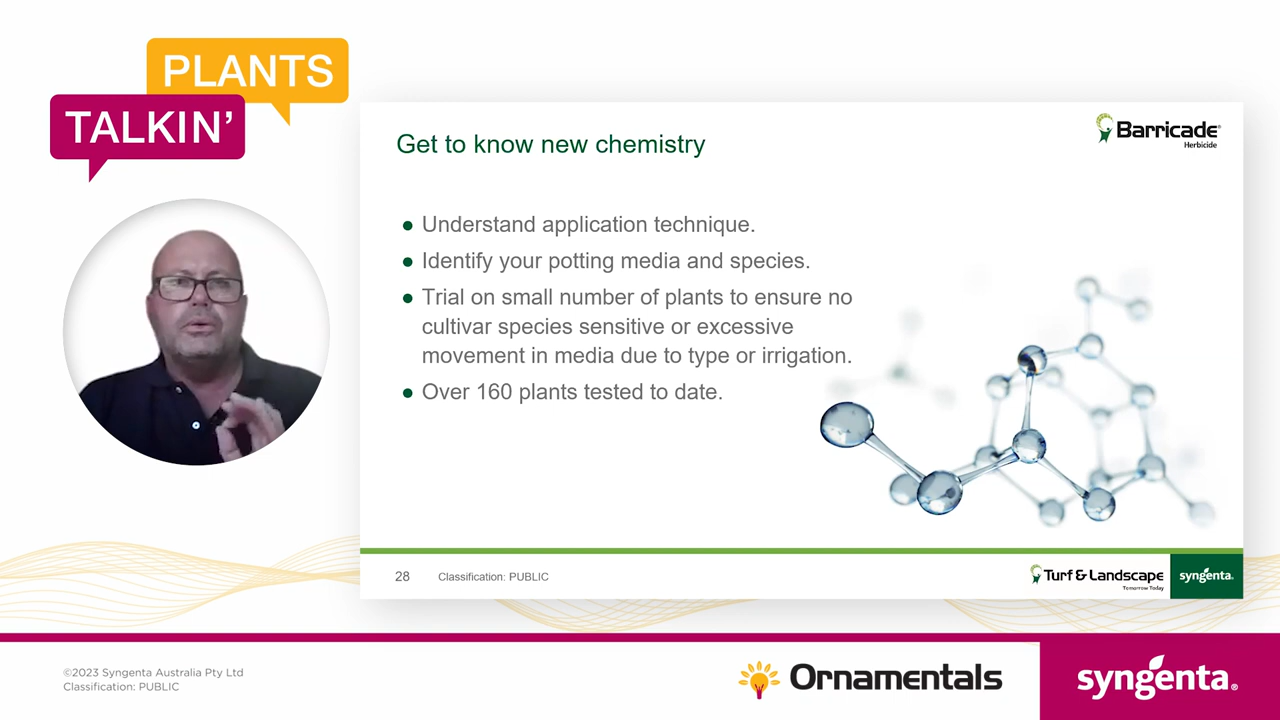 PLANTS
TALKIN'
Get to know new chemistry
Barricade®
Herbicide
● Understand application technique.
● Identify your potting media and species.
● Trial on small number of plants to ensure no
cultivar species sensitive or excessive
movement in media due to type or irrigation.
● Over 160 plants tested to date.
28
Classification: PUBLIC
Turf & Landscape
Tomorrow Today
syngenta.
©2023 Syngenta Australia Pty Ltd
Classification: PUBLIC
Ornamentals
syngenta®